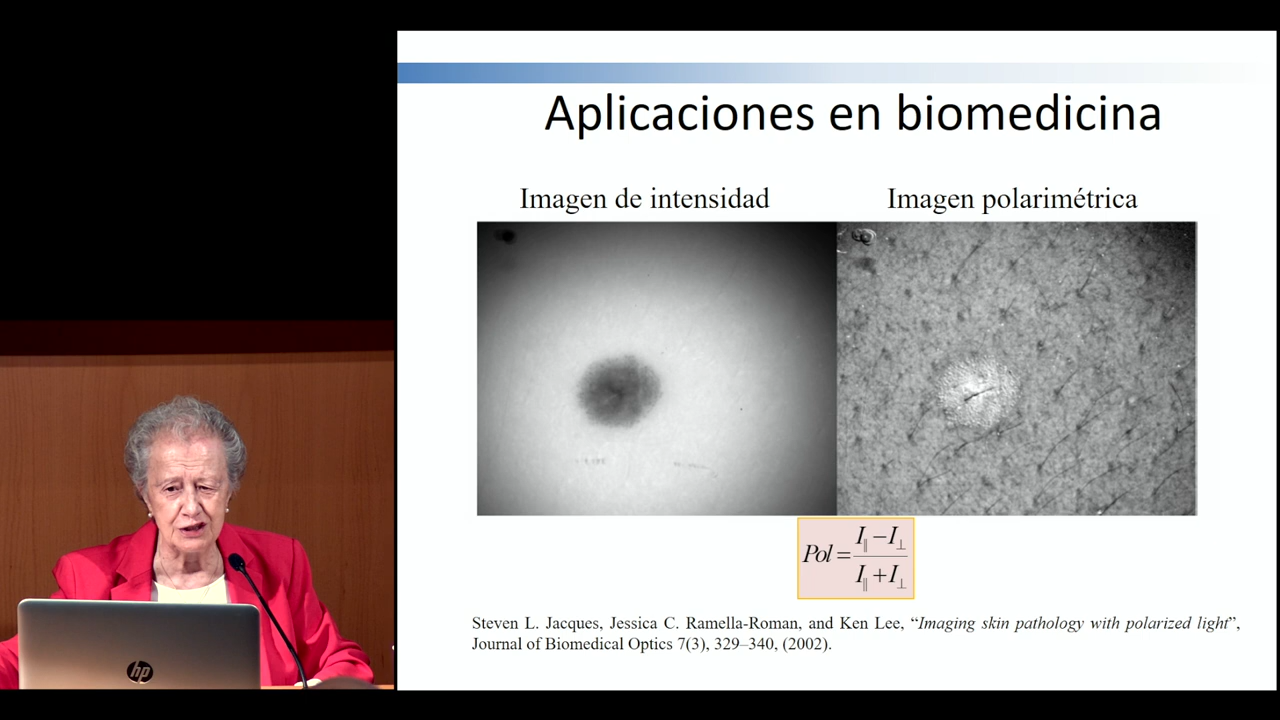 Aplicaciones en biomedicina
Imagen de intensidad
Imagen polarimétrica
Pol = (I∥ − I⊥) / (I∥ + I⊥)
Steven L. Jacques, Jessica C. Ramella-Roman, and Ken Lee, “Imaging skin pathology with polarized light”,
Journal of Biomedical Optics 7(3), 329–340, (2002).
hp